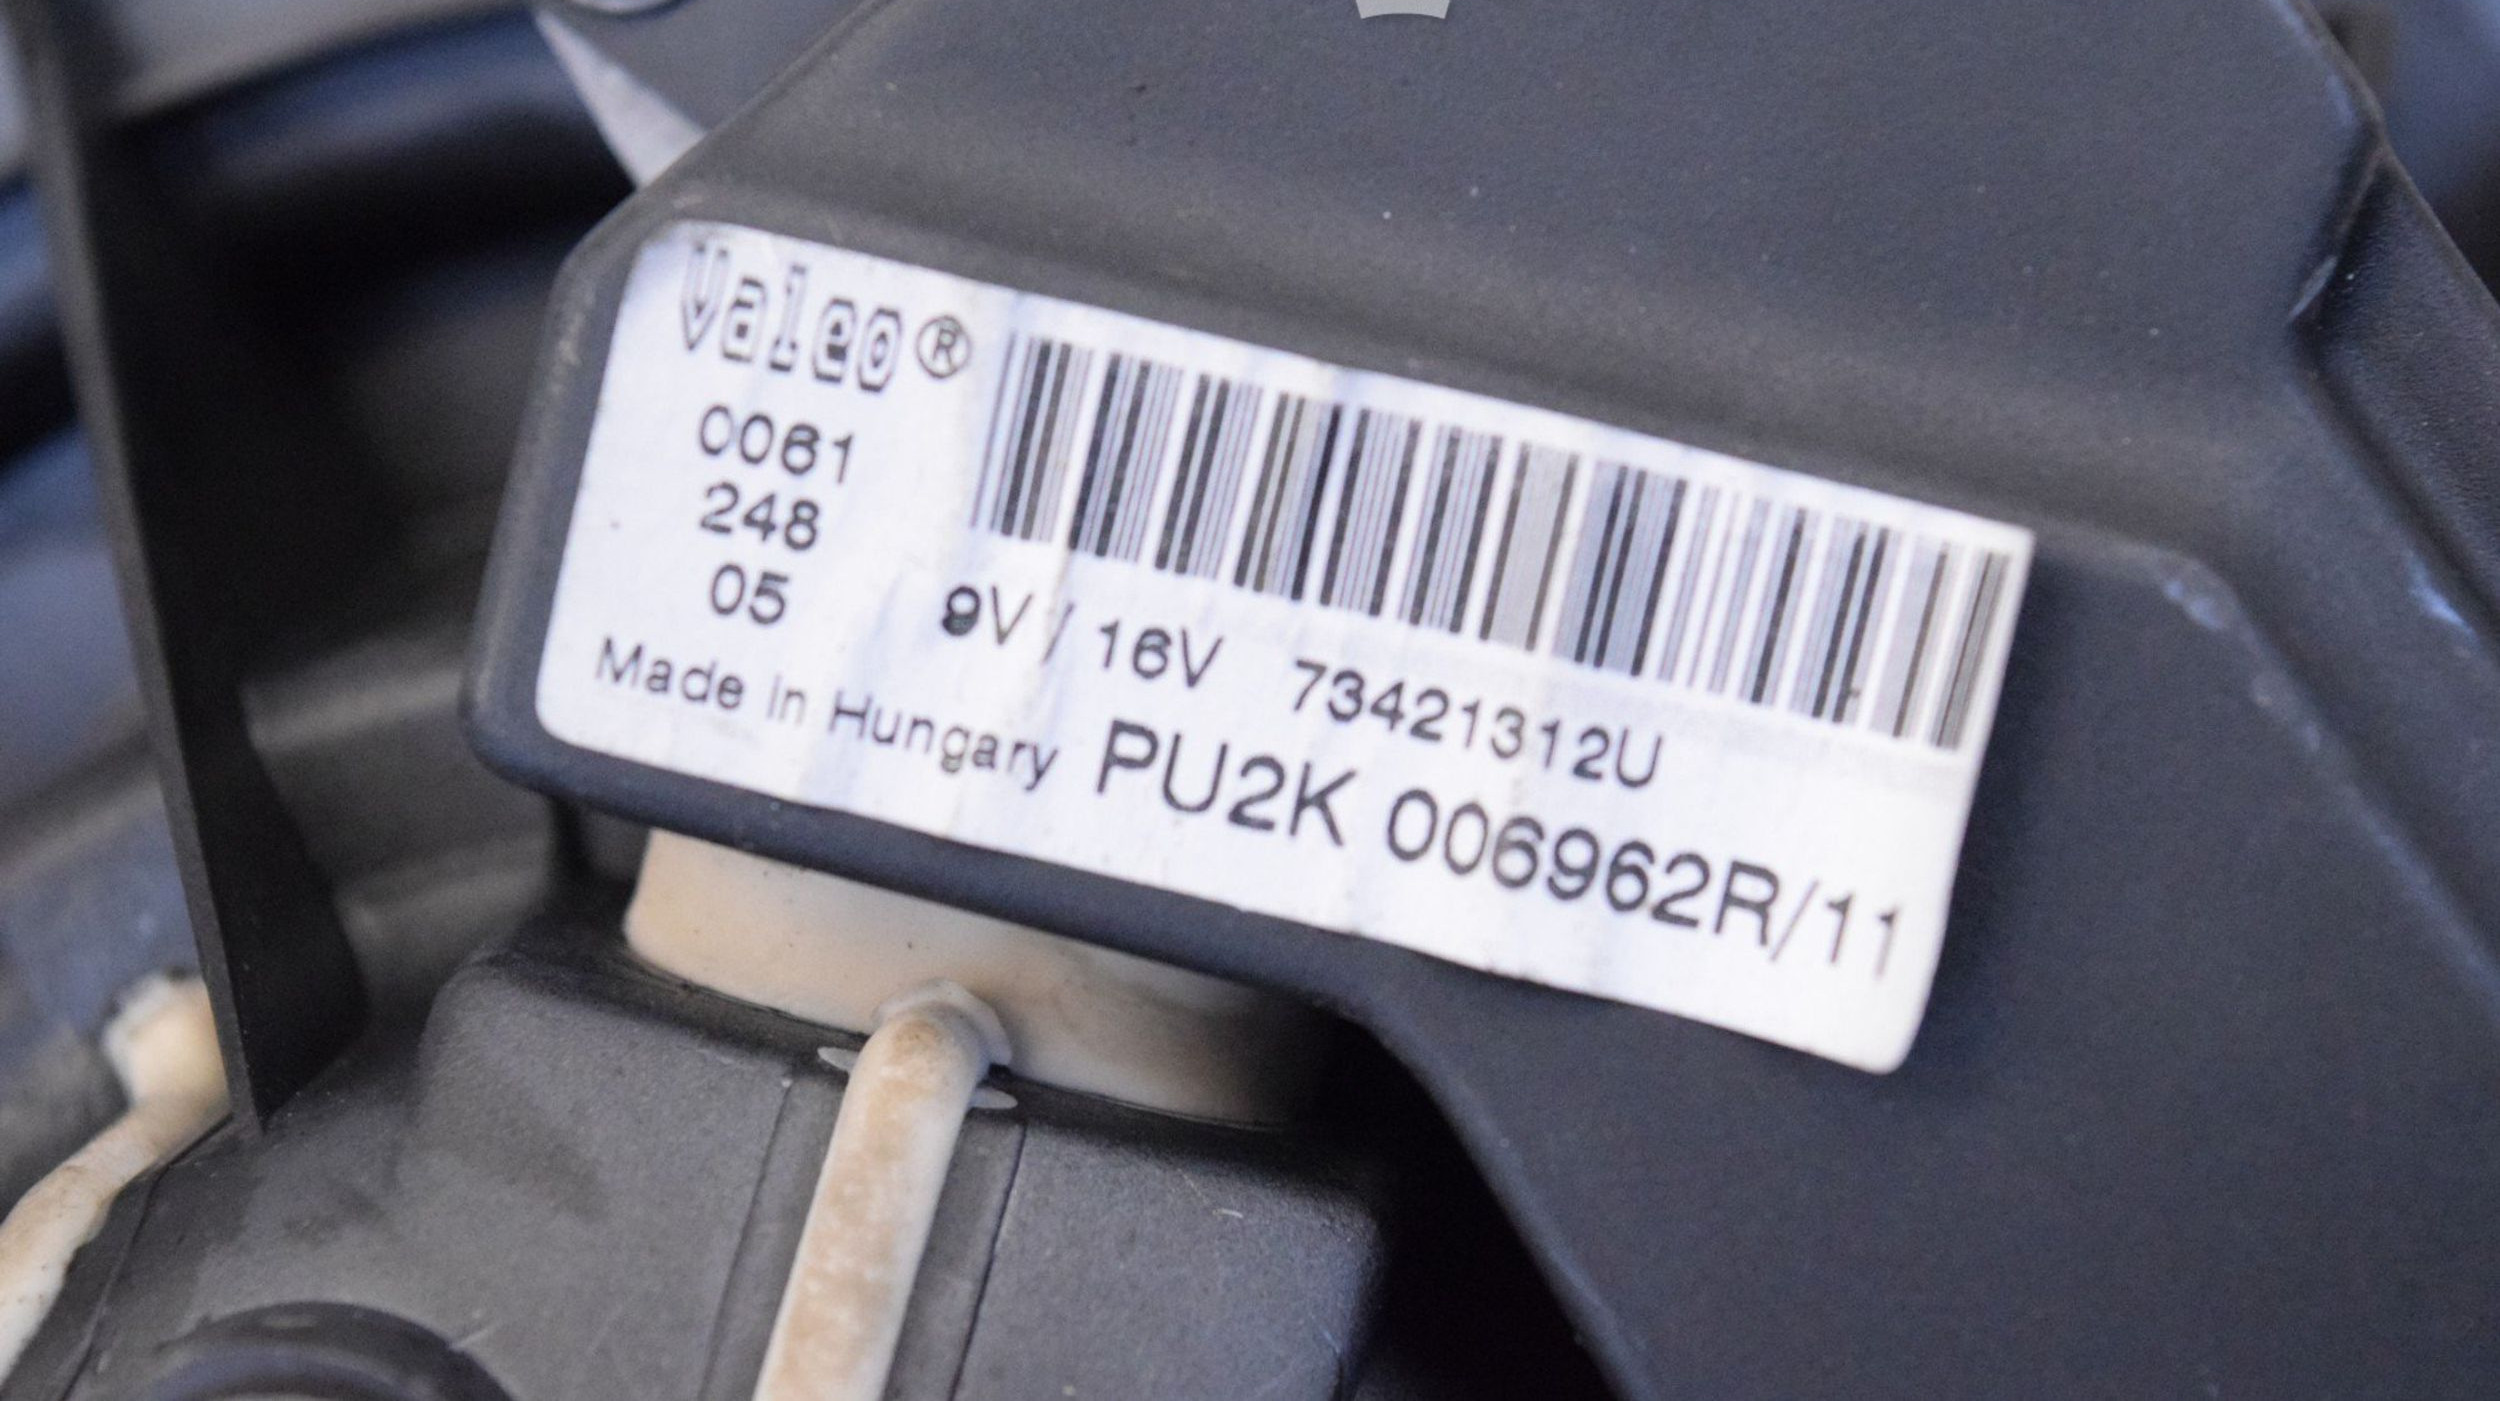 Valeo®
0061
248
05
9V / 16V 73421312U
Made in Hungary PU2K 006962R/11